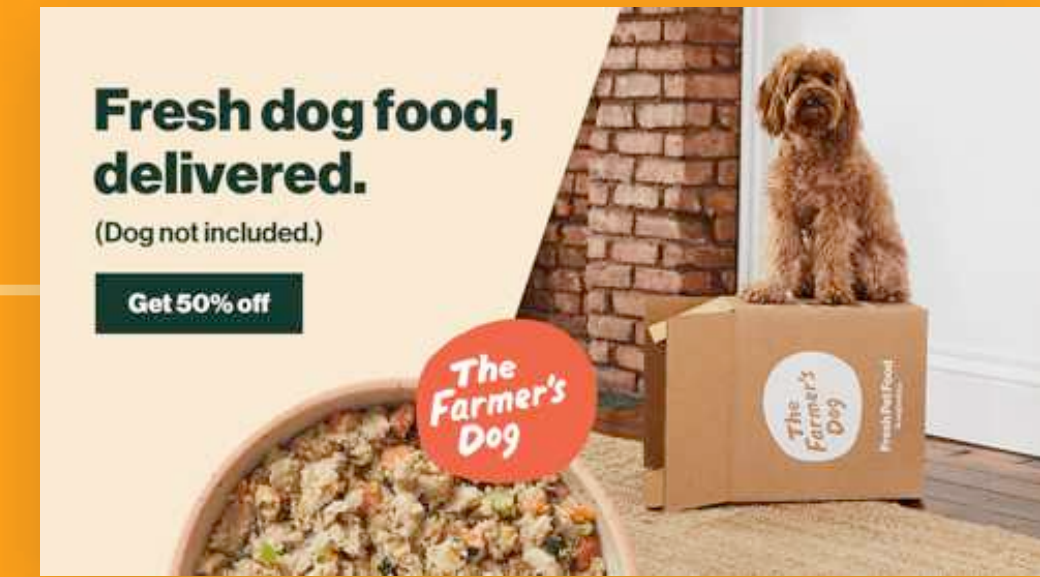 Fresh dog food,
delivered.
(Dog not included.)
Get 50% off
The
Farmer's
Dog
The
Farmer's
Dog
Fresh Pet Food